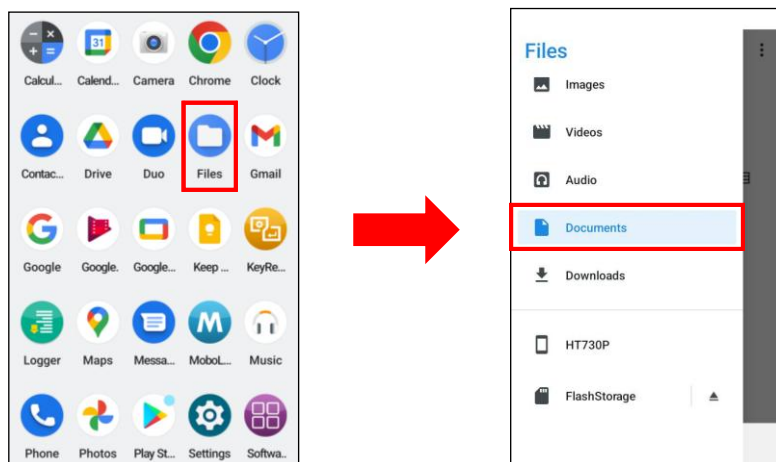 Calcul... Calend... Camera Chrome Clock
Contac... Drive Duo Files Gmail
Google Google. Google... Keep ... KeyRe...
Logger Maps Messa... MoboL... Music
Phone Photos Play St... Settings Softwa..
Files
Images
Videos
Audio
Documents
Downloads
HT730P
FlashStorage